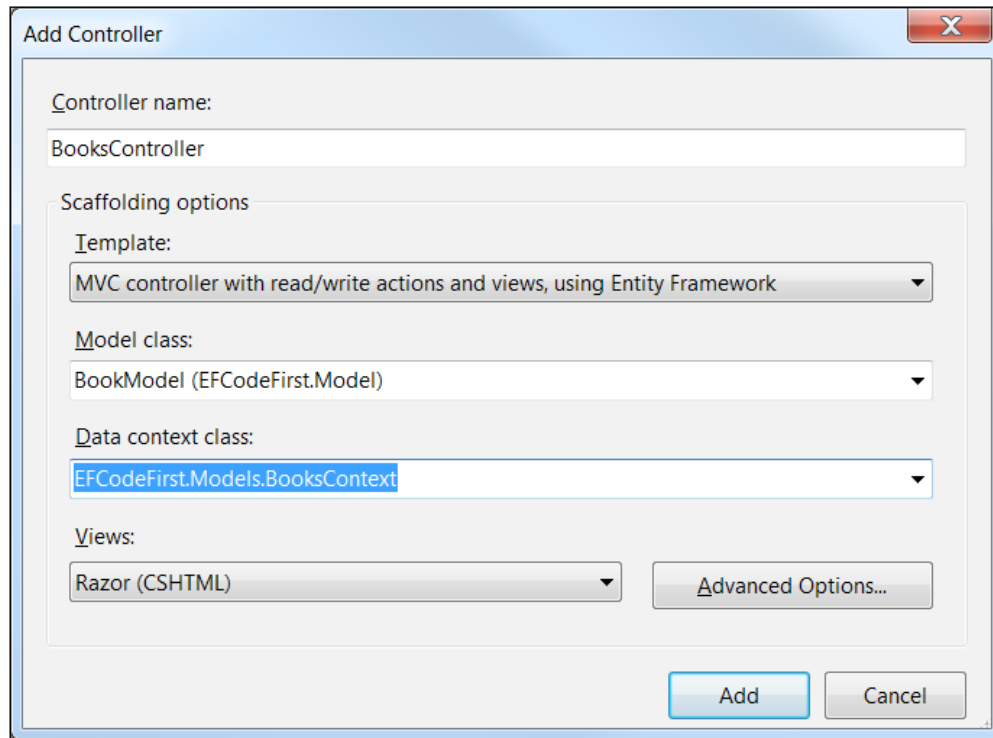 Add Controller
Controller name:
BooksController
Scaffolding options
Template:
MVC controller with read/write actions and views, using Entity Framework
Model class:
BookModel (EFCodeFirst.Model)
Data context class:
EFCodeFirst.Models.BooksContext
Views:
Razor (CSHTML)
Advanced Options...
Add
Cancel